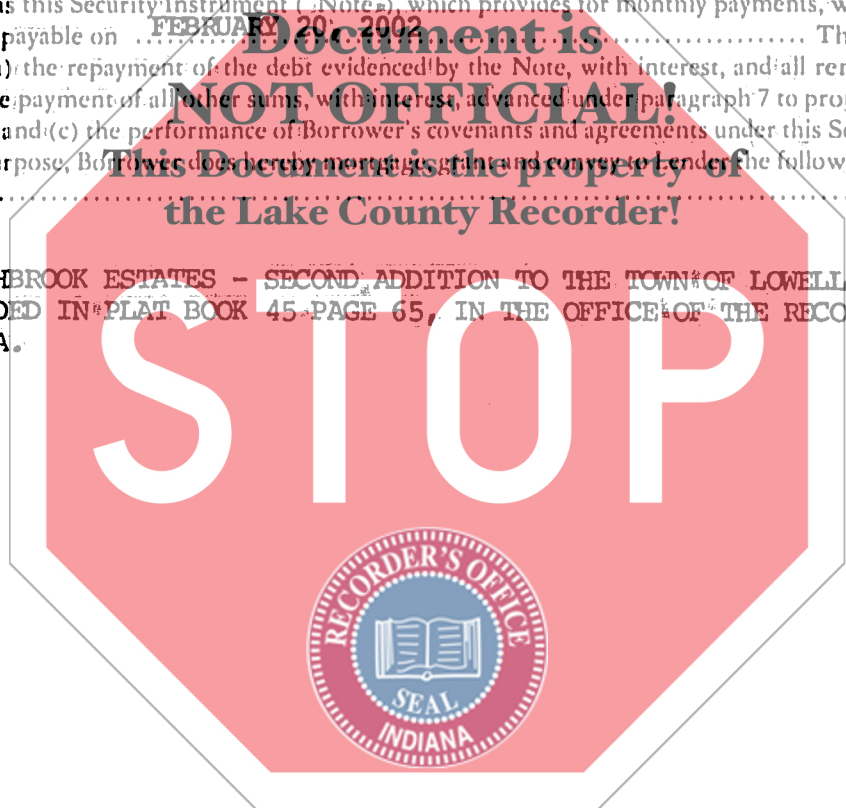 as this Security Instrument ("Note"), which provides for monthly payments, w
payable on FEBRUARY 20, 2002 Th
) the repayment of the debt evidenced by the Note, with interest, and all ren
e payment of all other sums, with interest, advanced under paragraph 7 to pro
and (c) the performance of Borrower's covenants and agreements under this Se
rpose, Borrower does hereby mortgage, grant and convey to Lender the follow
Document is
NOT OFFICIAL!
This Document is the property of
the Lake County Recorder!
HBROOK ESTATES - SECOND ADDITION TO THE TOWN OF LOWELL
DED IN PLAT BOOK 45 PAGE 65, IN THE OFFICE OF THE RECO
A.
STOP
RECORDER'S OFFICE
SEAL
INDIANA